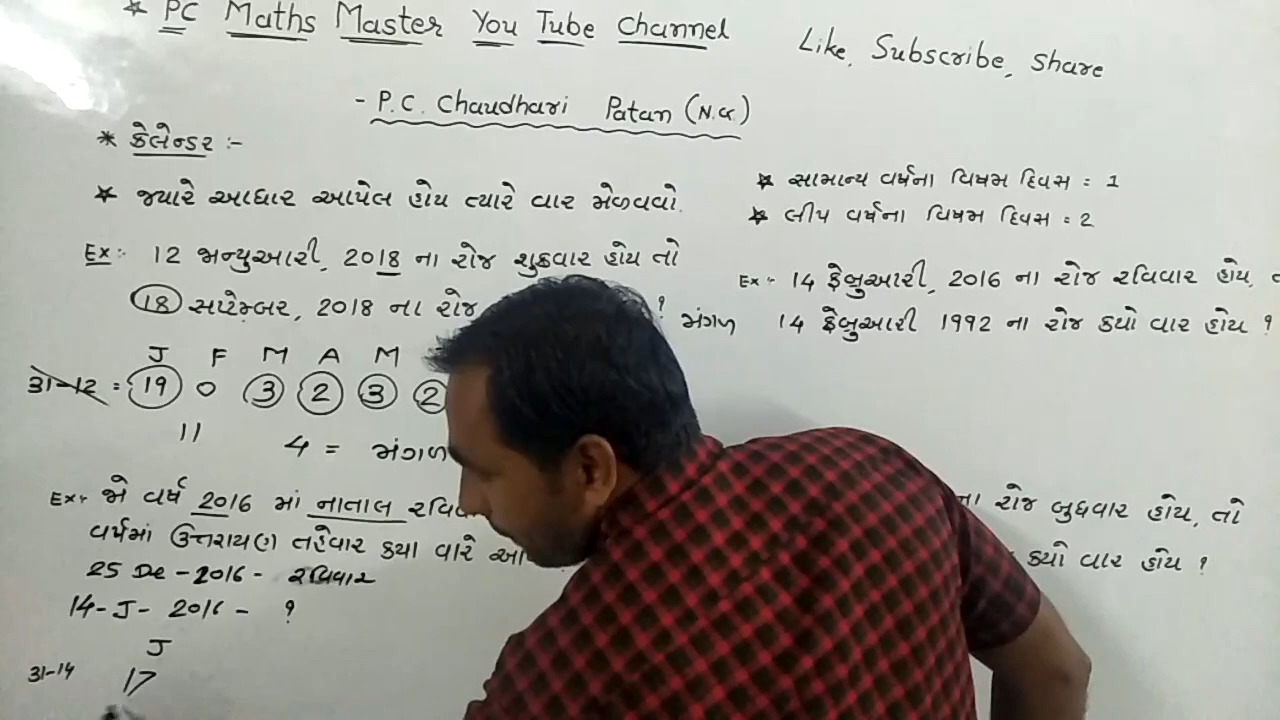 * PC Maths Master You Tube Channel
Like, Subscribe, Share
- P.C. Chaudhari Patan (N.G.)
* કેલેન્ડર :-
* જ્યારે આધાર આપેલ હોય ત્યારે વાર મેળવવો.
Ex:- 12 જાન્યુઆરી, 2018 ના રોજ શુક્રવાર હોય તો
18 સપ્ટેમ્બર, 2018 ના રોજ ? મંગળ
J F M A M
31-12 = 19 0 3 2 3 2
11
4 = મંગળ
Ex:- જો વર્ષ 2016 માં નાતાલ રવિ
વર્ષમાં ઉત્તરાયણ તહેવાર કયા વારે આ
25 De - 2016 - રવિવાર
14 - J - 2016 - ?
J
31-14 17
* સામાન્ય વર્ષના વિષમ દિવસ = 1
* લીપ વર્ષના વિષમ દિવસ = 2
Ex:- 14 ફેબ્રુઆરી, 2016 ના રોજ રવિવાર હોય,
14 ફેબ્રુઆરી 1992 ના રોજ કયો વાર હોય ?
ના રોજ બુધવાર હોય, તો
કયો વાર હોય ?